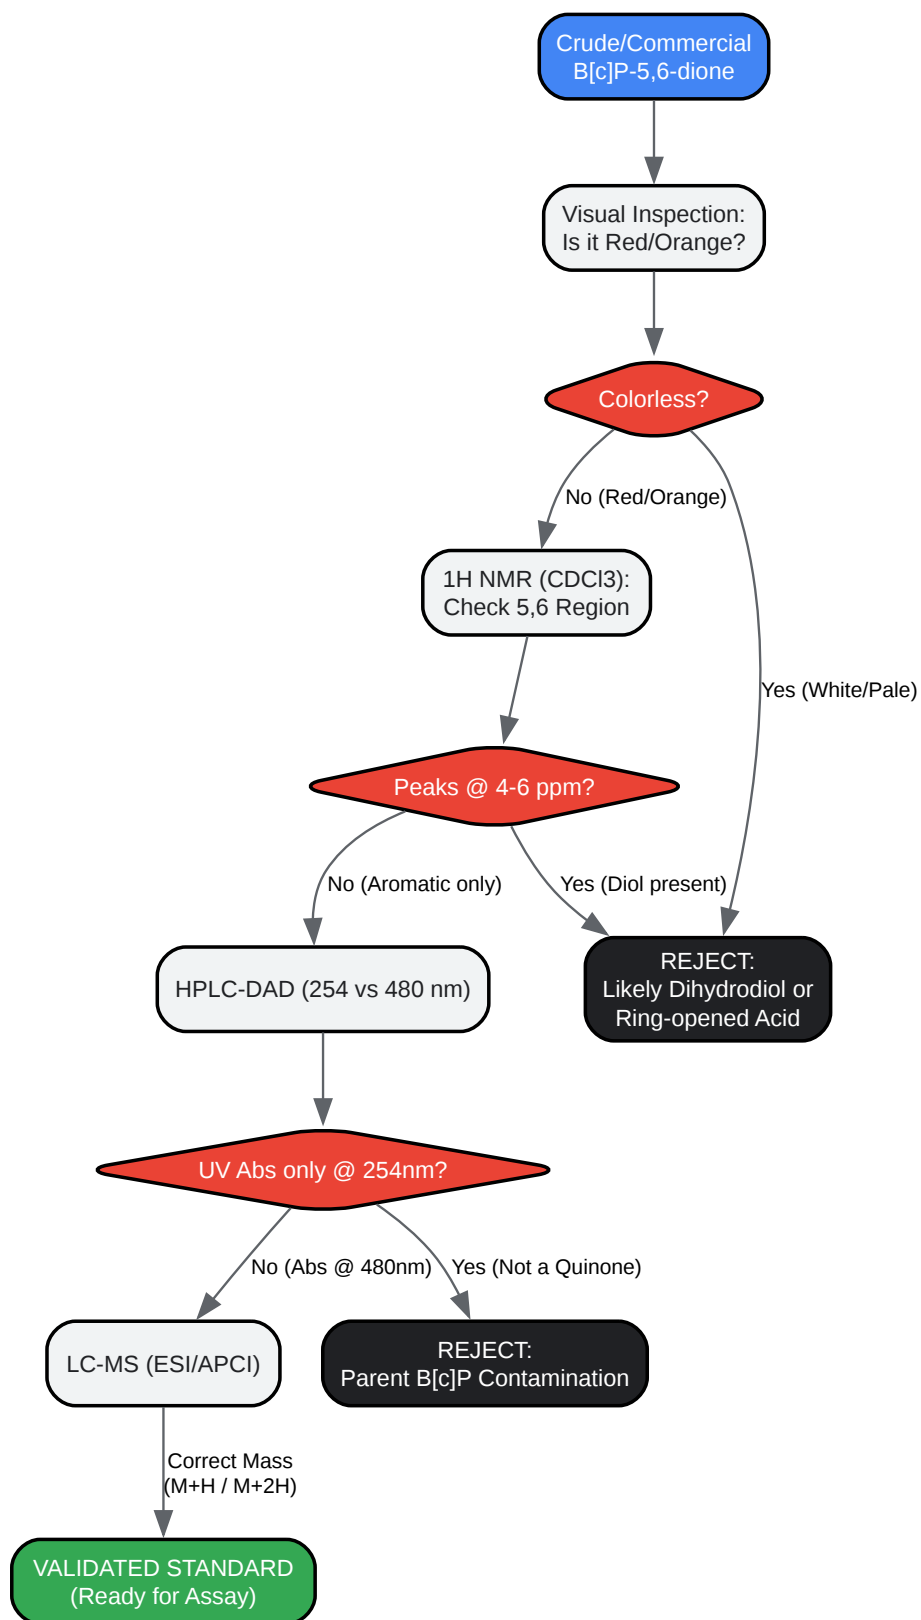 Crude/Commercial
B[c]P-5,6-dione
Visual Inspection:
Is it Red/Orange?
Colorless?
No (Red/Orange)
1H NMR (CDCl3):
Check 5,6 Region
Yes (White/Pale)
Peaks @ 4-6 ppm?
No (Aromatic only)
Yes (Diol present)
HPLC-DAD (254 vs 480 nm)
REJECT:
Likely Dihydrodiol or
Ring-opened Acid
UV Abs only @ 254nm?
No (Abs @ 480nm)
Yes (Not a Quinone)
LC-MS (ESI/APCI)
REJECT:
Parent B[c]P Contamination
Correct Mass
(M+H / M+2H)
VALIDATED STANDARD
(Ready for Assay)